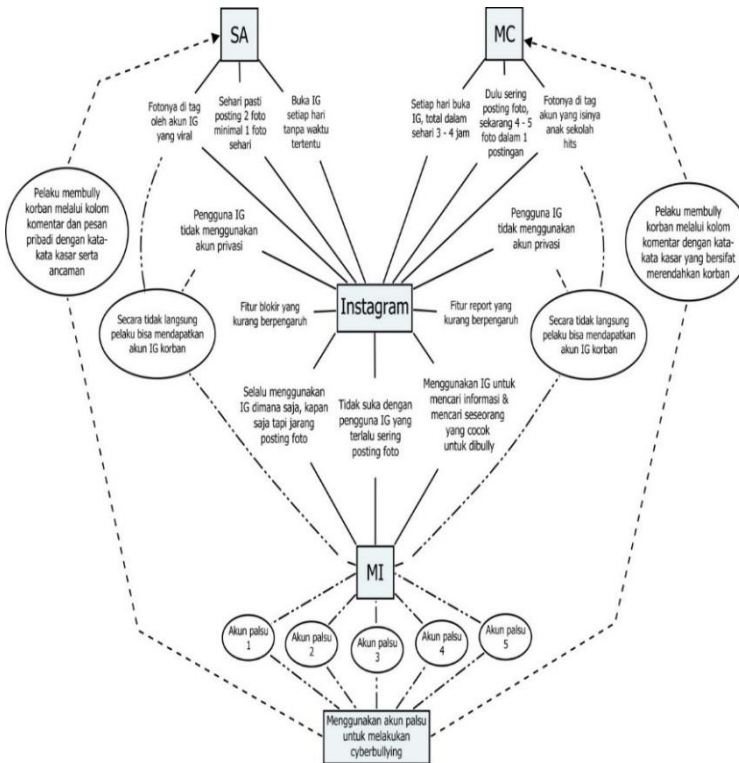 SA
MC
Fotonya di tag
oleh akun IG
yang viral
Sehari pasti
posting 2 foto
minimal 1 foto
sehari
Buka IG
setiap hari
tanpa waktu
tertentu
Setiap hari buka
IG, total dalam
sehari 3 - 4 jam
Dulu sering
posting foto,
sekarang 4 - 5
foto dalam 1
postingan
Fotonya di tag
akun yang isinya
anak sekolah
hits
Pelaku membully
korban melalui kolom
komentar dan pesan
pribadi dengan kata-
kata kasar serta
ancaman
Pengguna IG
tidak menggunakan
akun privasi
Pengguna IG
tidak menggunakan
akun privasi
Pelaku membully
korban melalui kolom
komentar dengan kata-
kata kasar yang bersifat
merendahkan korban
Secara tidak langsung
pelaku bisa mendapatkan
akun IG korban
Fitur blokir yang
kurang berpengaruh
Instagram
Fitur report yang
kurang berpengaruh
Secara tidak langsung
pelaku bisa mendapatkan
akun IG korban
Selalu menggunakan
IG dimana saja, kapan
saja tapi jarang
posting foto
Tidak suka dengan
pengguna IG yang
terlalu sering
posting foto
Menggunakan IG untuk
mencari informasi &
mencari seseorang
yang cocok
untuk dibully
MI
Akun palsu
1
Akun palsu
2
Akun palsu
3
Akun palsu
4
Akun palsu
5
Menggunakan akun palsu
untuk melakukan
cyberbullying